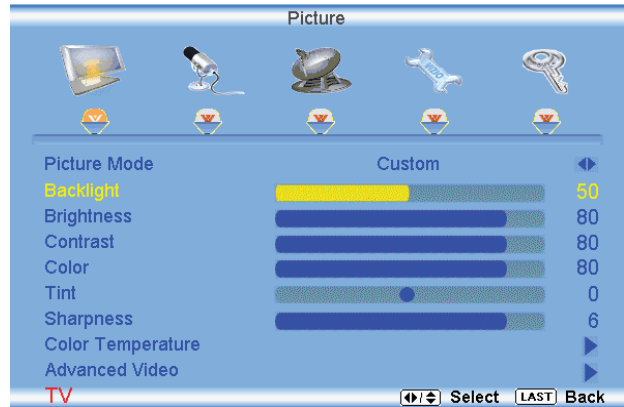 Picture
VIZIO
Picture Mode Custom
Backlight 50
Brightness 80
Contrast 80
Color 80
Tint 0
Sharpness 6
Color Temperature
Advanced Video
TV Select LAST Back